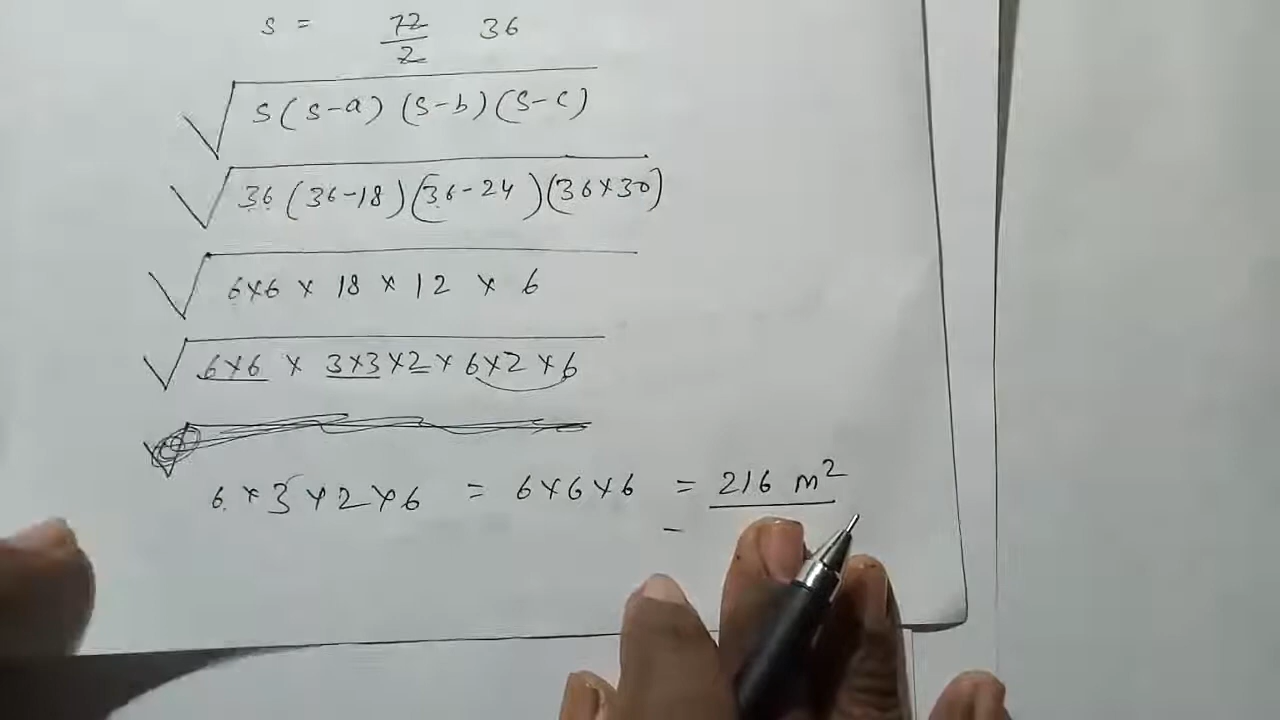 s = 72/2 36
√s(s-a)(s-b)(s-c)
√36(36-18)(36-24)(36×30)
√6×6 × 18 × 12 × 6
√6×6 × 3×3×2×6×2×6
6×3×2×6 = 6×6×6 = 216 m²